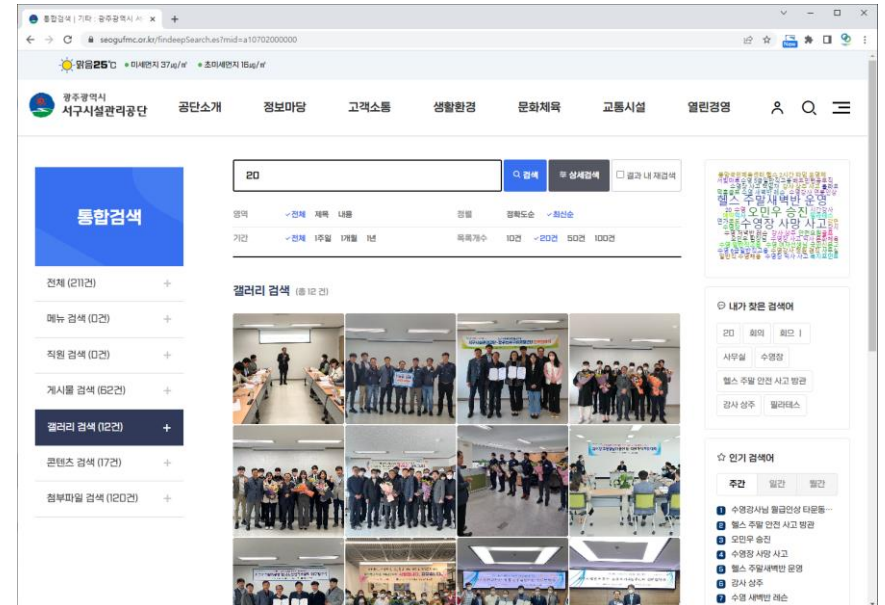 통합검색 | 기타 : 광주광역시 서
seogufmc.or.kr/findeepSearch.es?mid=a10702000000
맑음25℃ 미세먼지 37㎍/㎥ 초미세먼지 16㎍/㎥
광주광역시
서구시설관리공단 공단소개 정보마당 고객소통 생활환경 문화체육 교통시설 열린경영
20 검색 상세검색 결과 내 재검색
통합검색
영역 전체 제목 내용 정렬 정확도순 최신순
기간 전체 1주일 1개월 1년 목록개수 10건 20건 50건 100건
전체 (211건)
메뉴 검색 (0건)
직원 검색 (0건)
게시물 검색 (62건)
갤러리 검색 (12건)
콘텐츠 검색 (17건)
첨부파일 검색 (120건)
갤러리 검색 (총 12 건)
헬스 주말새벽반 운영
오민우 승진
수영장 사망 사고
내가 찾은 검색어
20 회의 회으 ㅣ
사무실 수영장
헬스 주말 안전 사고 방관
강사 상주 필라테스
인기 검색어
주간 일간 월간
1 수영강사님 월급인상 타운동…
2 헬스 주말 안전 사고 방관
3 오민우 승진
4 수영장 사망 사고
5 헬스 주말새벽반 운영
6 강사 상주
7 수영 새벽반 레슨